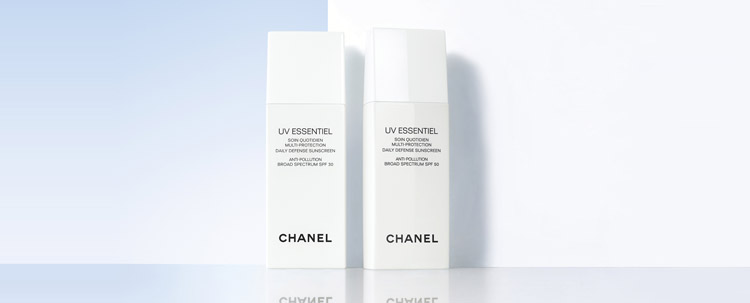 UV ESSENTIEL
SOIN QUOTIDIEN
MULTI-PROTECTION
DAILY DEFENSE SUNSCREEN
ANTI-POLLUTION
BROAD SPECTRUM SPF 30
CHANEL
UV ESSENTIEL
SOIN QUOTIDIEN
MULTI-PROTECTION
DAILY DEFENSE SUNSCREEN
ANTI-POLLUTION
BROAD SPECTRUM SPF 50
CHANEL